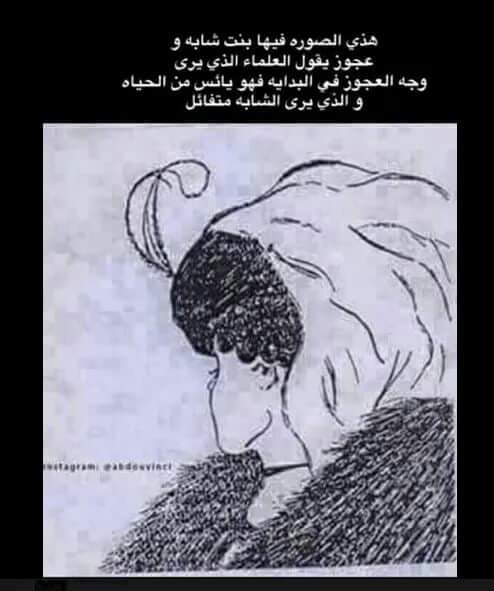 هذي الصوره فيها بنت شابه و
عجوز يقول العلماء الذي يرى
وجه العجوز في البدايه فهو يائس من الحياه
و الذي يرى الشابه متفائل
instagram: @abdouvinci